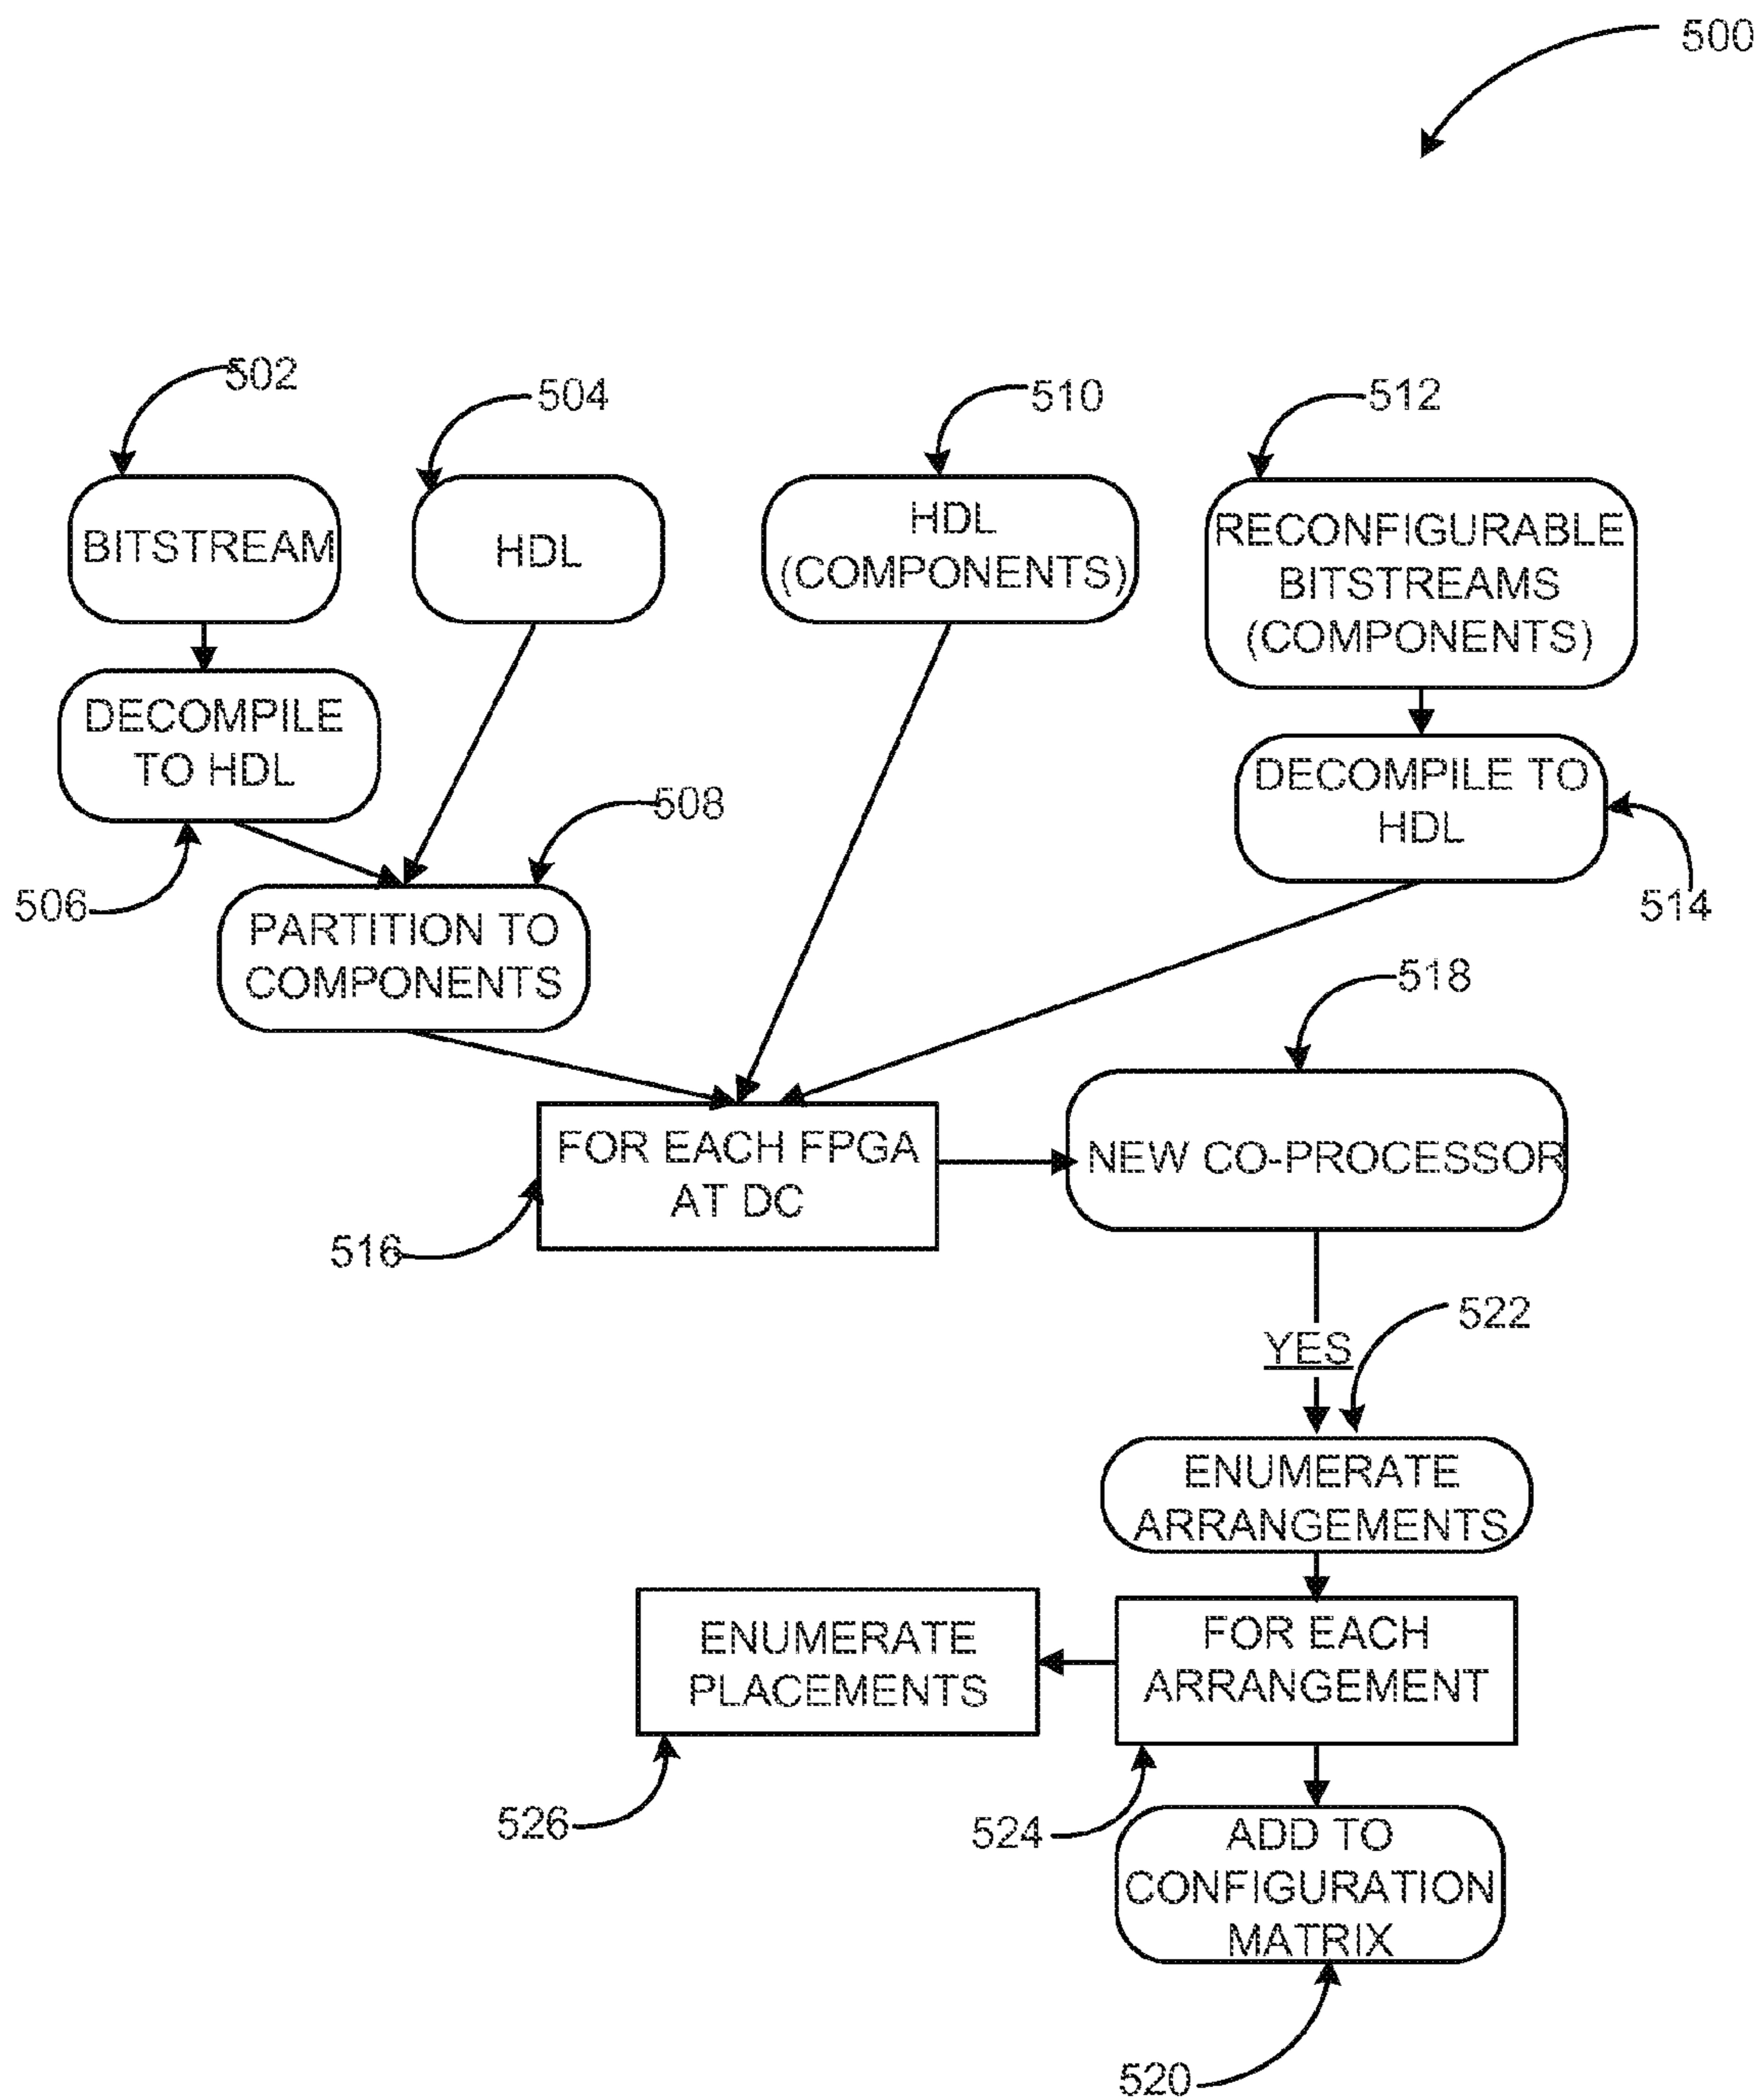 500
502
504
510
512
BITSTREAM
HDL
HDL
(COMPONENTS)
RECONFIGURABLE
BITSTREAMS
(COMPONENTS)
DECOMPILE
TO HDL
DECOMPILE TO
HDL
508
506
514
PARTITION TO
COMPONENTS
518
FOR EACH FPGA
AT DC
NEW CO-PROCESSOR
516
522
YES
ENUMERATE
ARRANGEMENTS
ENUMERATE
PLACEMENTS
FOR EACH
ARRANGEMENT
526
524
ADD TO
CONFIGURATION
MATRIX
520